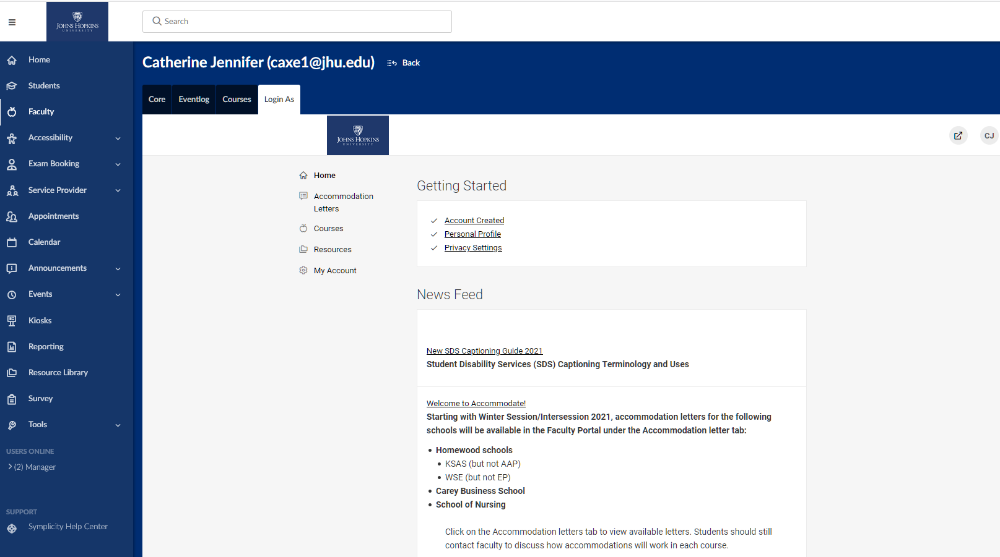 JOHNS HOPKINS
UNIVERSITY
Search
Home
Students
Faculty
Accessibility
Exam Booking
Service Provider
Appointments
Calendar
Announcements
Events
Kiosks
Reporting
Resource Library
Survey
Tools
USERS ONLINE
(2) Manager
SUPPORT
Symplicity Help Center
Catherine Jennifer (caxe1@jhu.edu)
Back
Core
Eventlog
Courses
Login As
JOHNS HOPKINS
UNIVERSITY
CJ
Home
Accommodation
Letters
Courses
Resources
My Account
Getting Started
Account Created
Personal Profile
Privacy Settings
News Feed
New SDS Captioning Guide 2021
Student Disability Services (SDS) Captioning Terminology and Uses
Welcome to Accommodate!
Starting with Winter Session/Intersession 2021, accommodation letters for the following
schools will be available in the Faculty Portal under the Accommodation letter tab:
• Homewood schools
• KSAS (but not AAP)
• WSE (but not EP)
• Carey Business School
• School of Nursing
Click on the Accommodation letters tab to view available letters. Students should still
contact faculty to discuss how accommodations will work in each course.